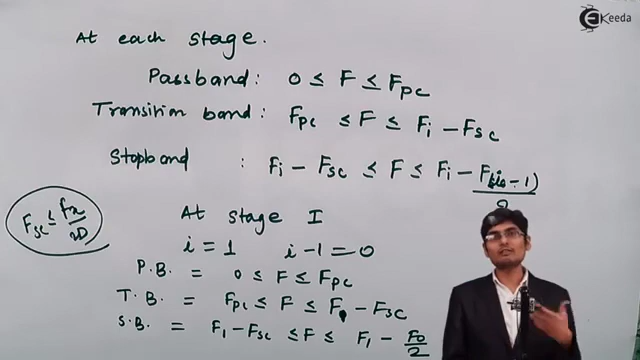 Ekeeda
At each stage.
Passband : 0 ≤ F ≤ Fpc
Transition band : Fpc ≤ F ≤ Fi - Fsc
Stopband : Fi - Fsc ≤ F ≤ Fi - F(i-1)/2
Fsc ≤ Fx/2D
At stage I
i = 1 i - 1 = 0
P.B. = 0 ≤ F ≤ Fpc
T.B. = Fpc ≤ F ≤ F1 - Fsc
S.B. = F1 - Fsc ≤ F ≤ F1 - F0/2